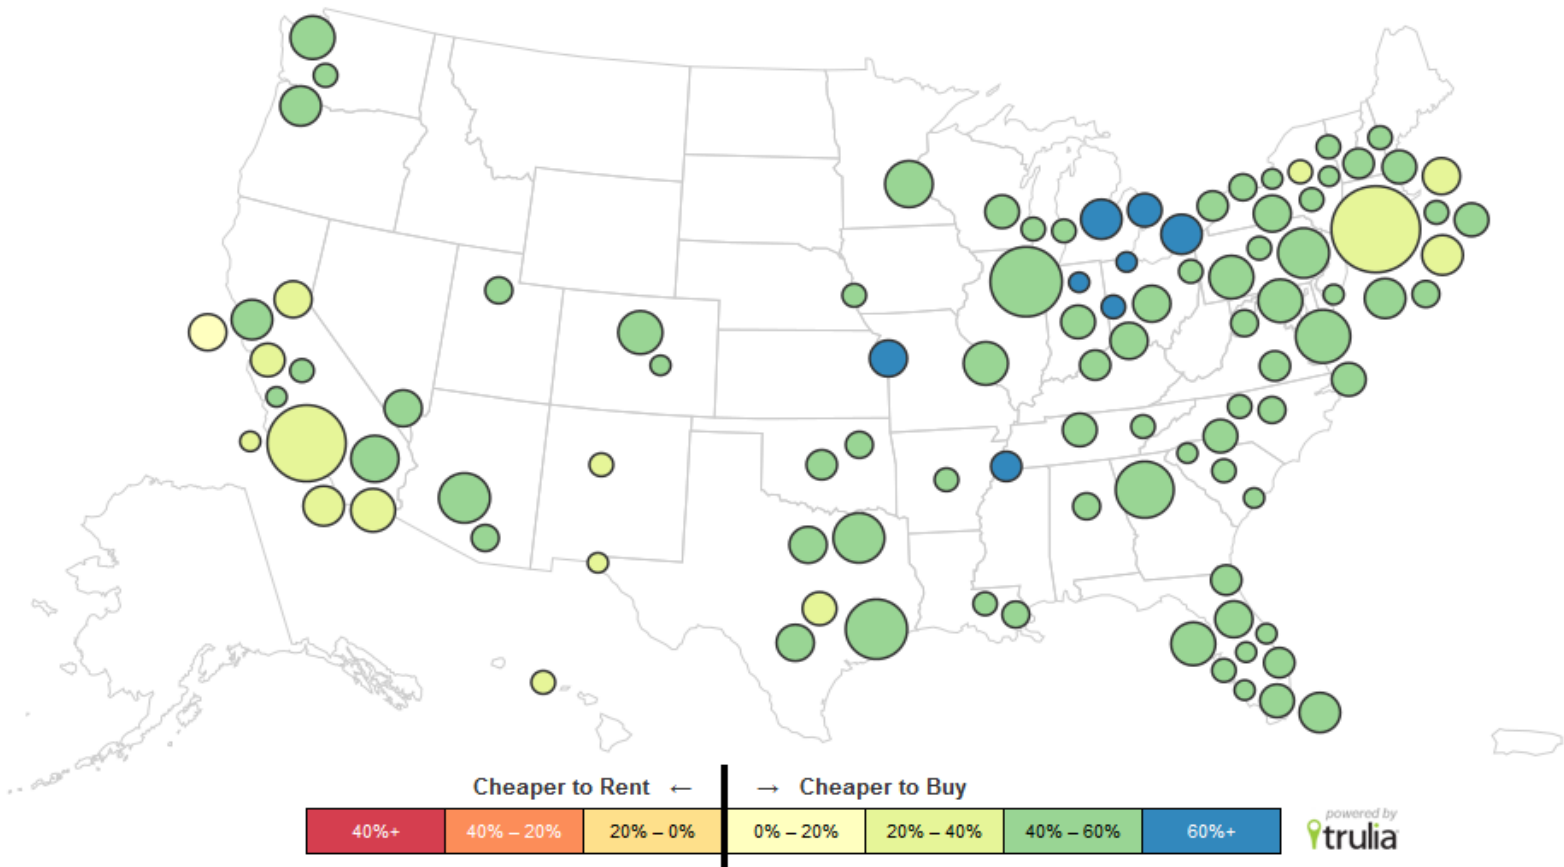 Cheaper to Rent ← → Cheaper to Buy
40%+ 40% – 20% 20% – 0% 0% – 20% 20% – 40% 40% – 60% 60%+
powered by
trulia